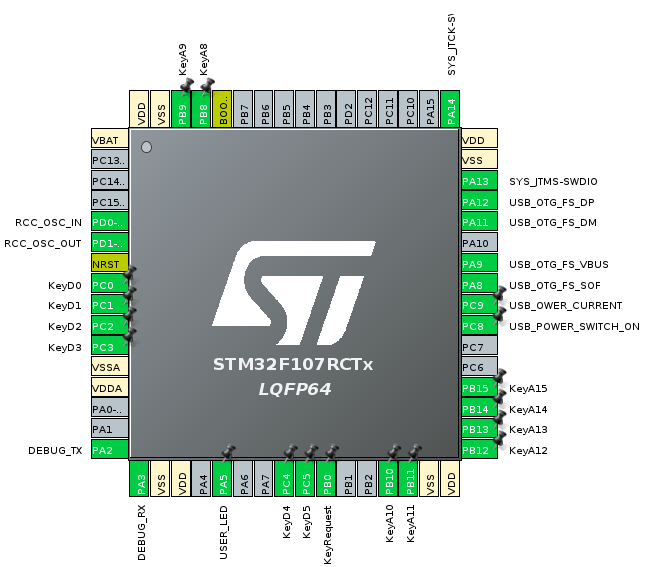 KeyA9
KeyA8
SYS_JTCK-S
VDD
VSS
PB9
PB8
BOO..
PB7
PB6
PB5
PB4
PB3
PD2
PC12
PC11
PC10
PA15
PA14
VBAT
PC13..
PC14..
PC15..
RCC_OSC_IN
PD0-..
RCC_OSC_OUT
PD1-..
NRST
KeyD0
PC0
KeyD1
PC1
KeyD2
PC2
KeyD3
PC3
VSSA
VDDA
PA0-..
PA1
DEBUG_TX
PA2
ST
STM32F107RCTx
LQFP64
VDD
VSS
PA13
SYS_JTMS-SWDIO
PA12
USB_OTG_FS_DP
PA11
USB_OTG_FS_DM
PA10
PA9
USB_OTG_FS_VBUS
PA8
USB_OTG_FS_SOF
PC9
USB_OWER_CURRENT
PC8
USB_POWER_SWITCH_ON
PC7
PC6
PB15
KeyA15
PB14
KeyA14
PB13
KeyA13
PB12
KeyA12
PA3
VSS
VDD
PA4
PA5
PA6
PA7
PC4
PC5
PB0
PB1
PB2
PB10
PB11
VSS
VDD
DEBUG_RX
USER_LED
KeyD4
KeyD5
KeyRequest
KeyA10
KeyA11